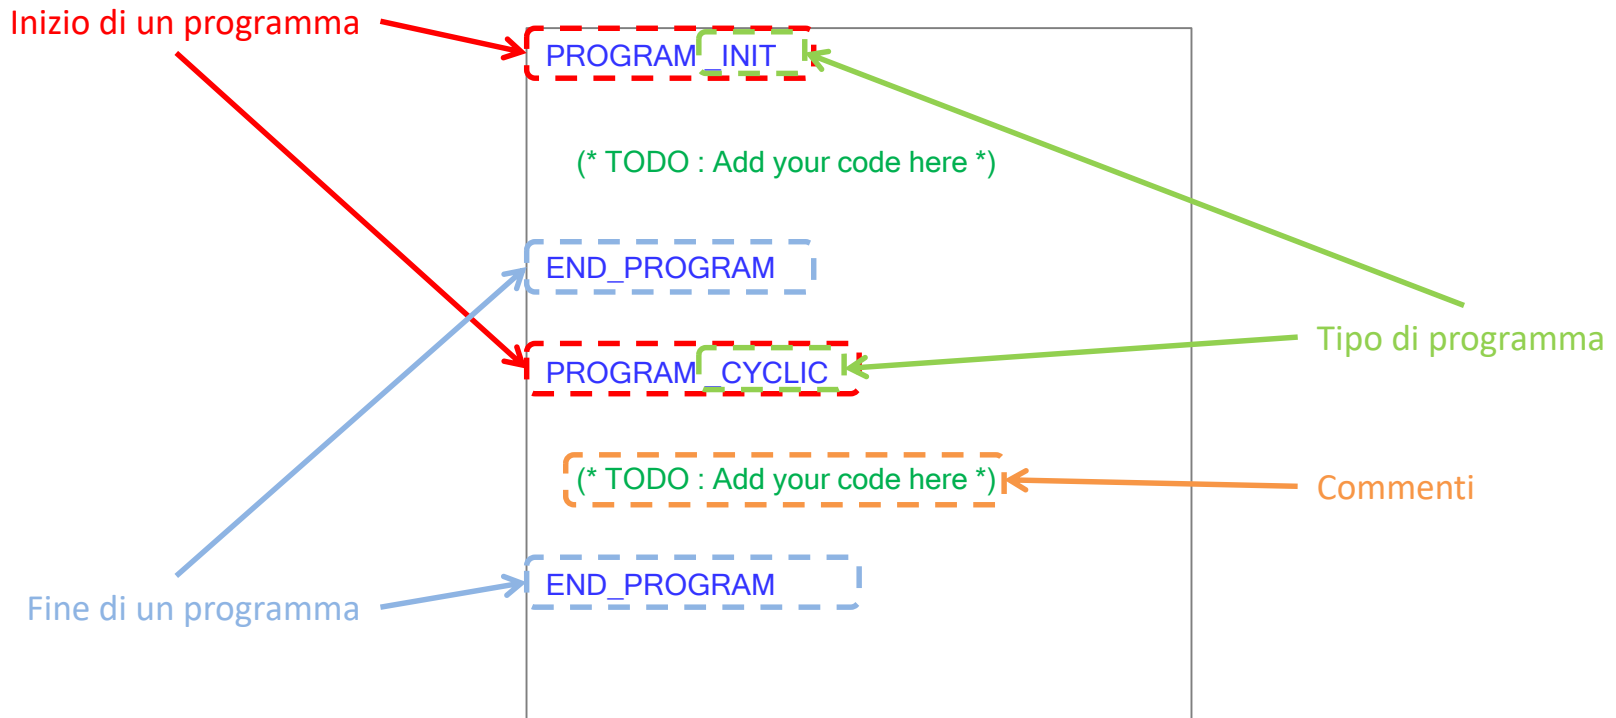 Inizio di un programma
PROGRAM _INIT
(* TODO : Add your code here *)
END_PROGRAM
Tipo di programma
PROGRAM _CYCLIC
(* TODO : Add your code here *)
Commenti
END_PROGRAM
Fine di un programma